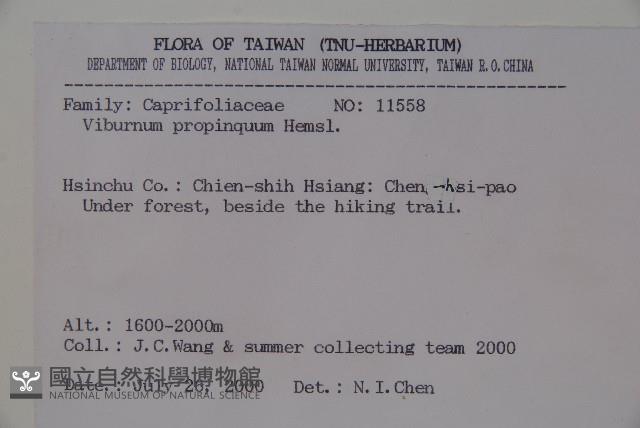 FLORA OF TAIWAN (TNU-HERBARIUM)
DEPARTMENT OF BIOLOGY, NATIONAL TAIWAN NORMAL UNIVERSITY, TAIWAN R.O.CHINA
Family: Caprifoliaceae NO: 11558
Viburnum propinquum Hemsl.
Hsinchu Co.: Chien-shih Hsiang: Chen -hsi-pao
Under forest, beside the hiking trail.
Alt.: 1600-2000m
Coll.: J.C.Wang & summer collecting team 2000
Date.: July 26, 2000 Det.: N.I.Chen
國立自然科學博物館
NATIONAL MUSEUM OF NATURAL SCIENCE